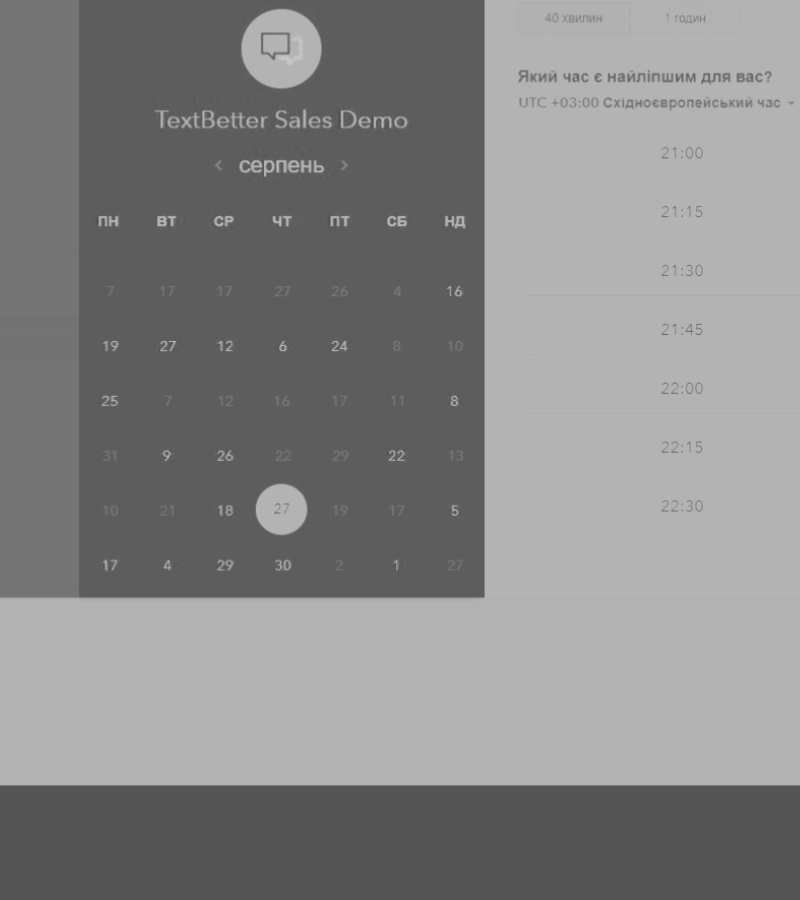 40 хвилин 1 годин
TextBetter Sales Demo
серпень
ПН ВТ СР ЧТ ПТ СБ НД
7 17 17 27 26 4 16
19 27 12 6 24 8 10
25 7 12 16 17 11 8
31 9 26 22 29 22 13
10 21 18 27 19 17 5
17 4 29 30 2 1 27
Який час є найліпшим для вас?
UTC +03:00 Східноєвропейський час
21:00
21:15
21:30
21:45
22:00
22:15
22:30